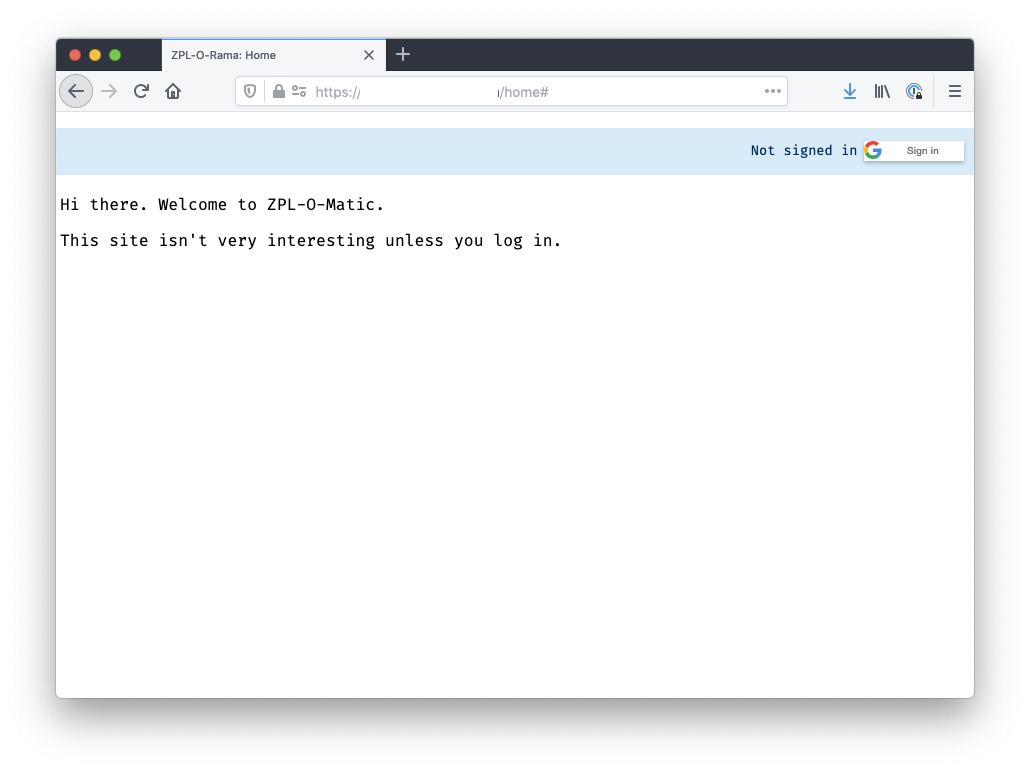 ZPL-O-Rama: Home
https:// /home#
Not signed in Sign in
Hi there. Welcome to ZPL-O-Matic.
This site isn't very interesting unless you log in.